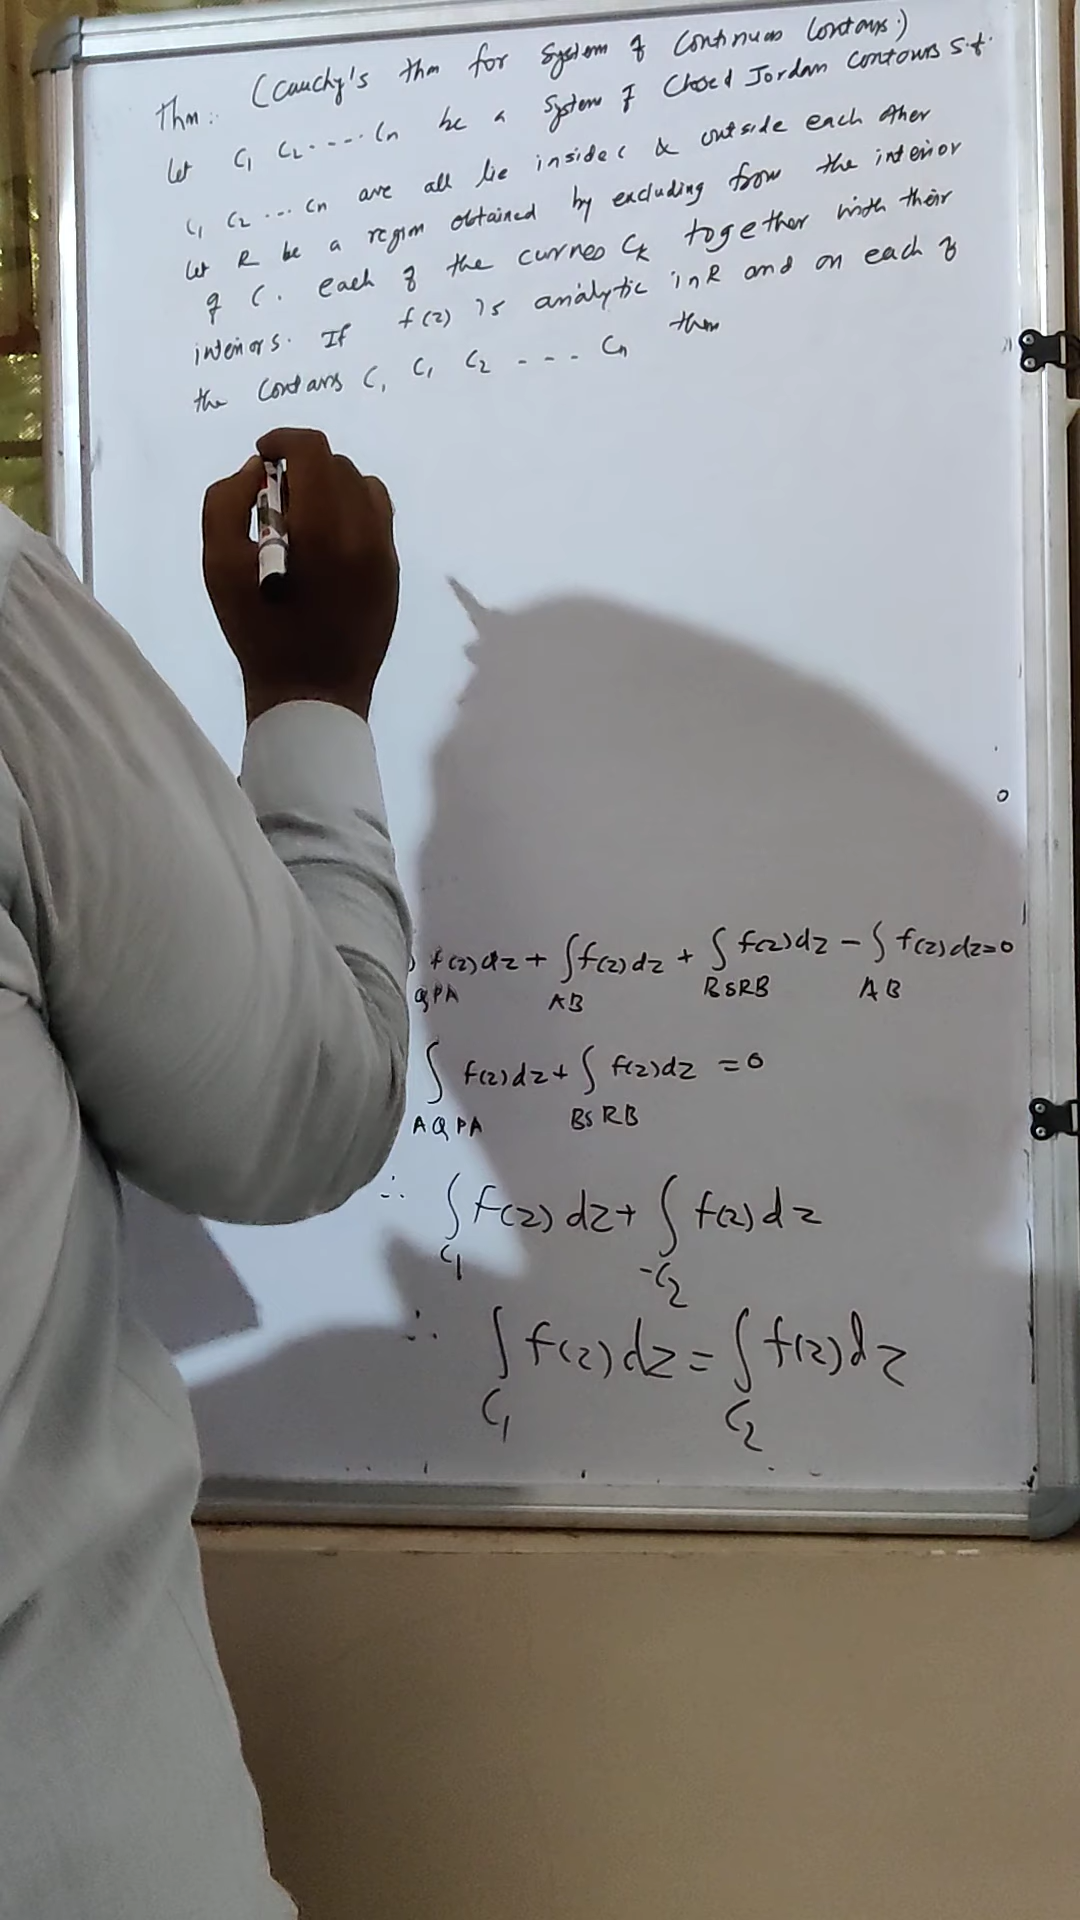 Thm:- (Cauchy's thm for System of Continuos Contours.)
Let C1 C2 ..... Cn be a System of Closed Jordan contours s.t.
C1 C2 ... Cn are all lie inside C & outside each other
Let R be a region obtained by excluding from the interior
of C. each of the curves Ck together with their
interiors. If f(z) is analytic in R and on each of
the Contours C, C1 C2 - - - . Cn then
∫ f(z)dz + ∫ f(z)dz + ∫ f(z)dz - ∫ f(z)dz=0
QPA AB BSRB AB
∫ f(z)dz + ∫ f(z)dz = 0
AQPA BSRB
∴ ∫ f(z) dz + ∫ f(z) dz
C1 -C2
∴ ∫ f(z) dz = ∫ f(z) dz
C1 C2